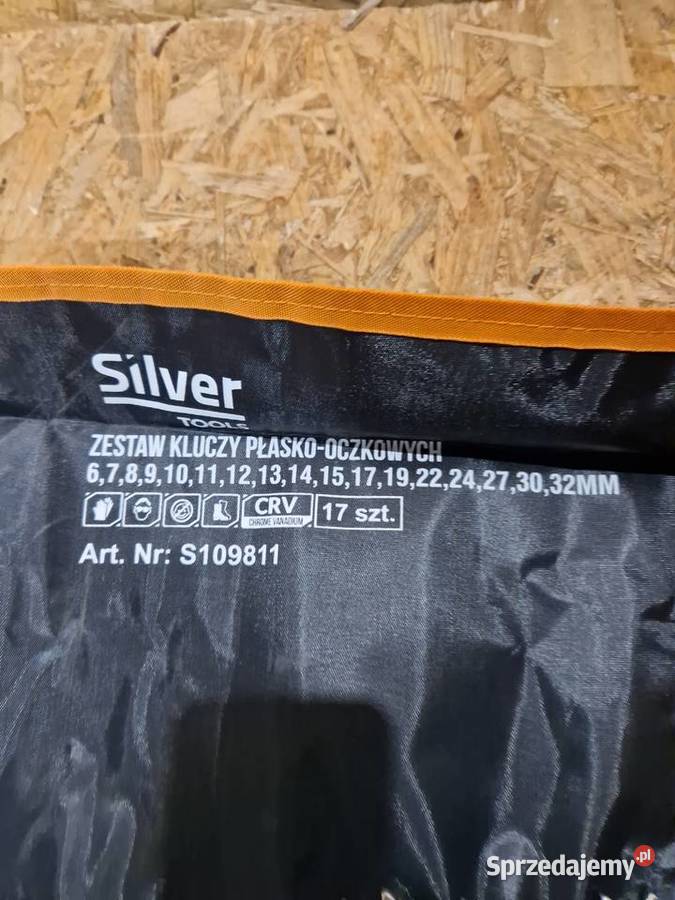 Silver
TOOLS
ZESTAW KLUCZY PŁASKO-OCZKOWYCH
6,7,8,9,10,11,12,13,14,15,17,19,22,24,27,30,32MM
CRV
CHROME VANADIUM
17 szt.
Art. Nr: S109811
Sprzedajemy.pl